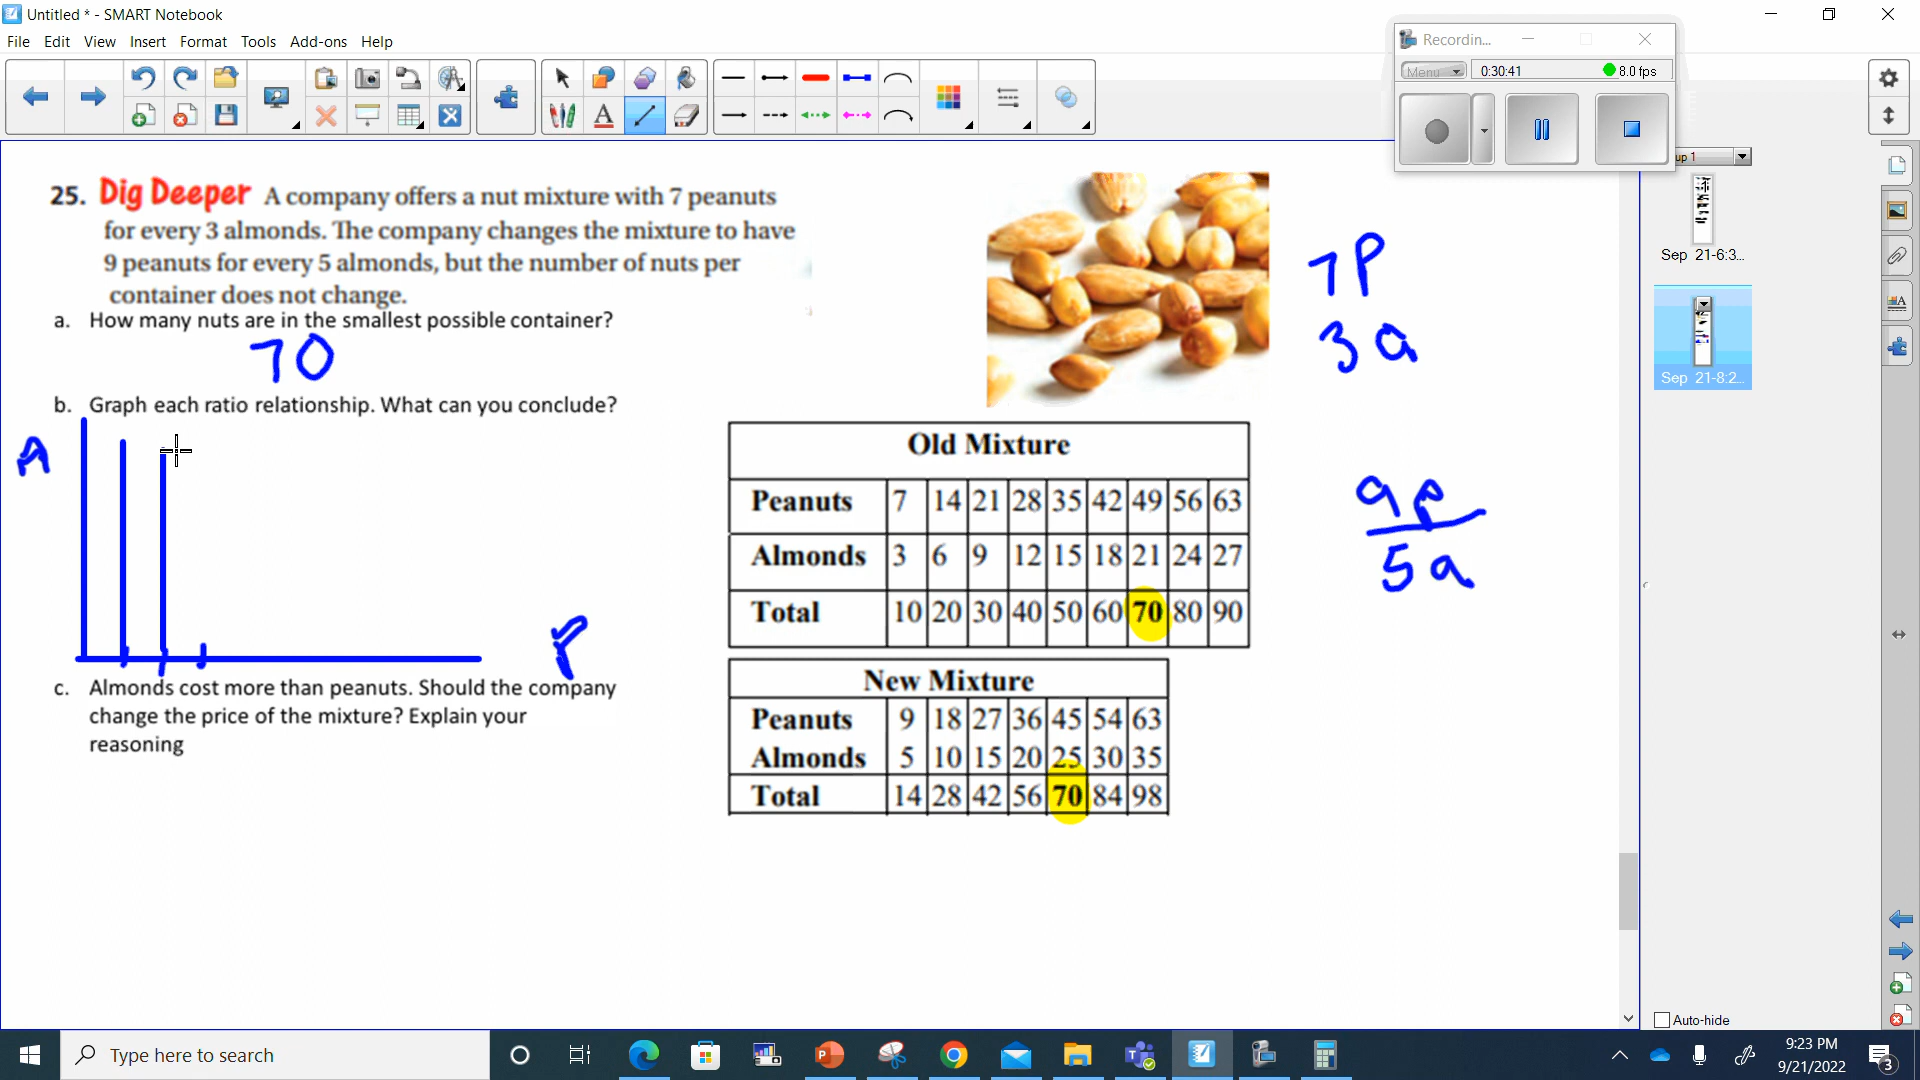 Untitled * - SMART Notebook
File Edit View Insert Format Tools Add-ons Help
Recordin...
Menu 0:30:41 8.0 fps
up 1
Sep 21-6:3...
Sep 21-8:2...
25. Dig Deeper A company offers a nut mixture with 7 peanuts
for every 3 almonds. The company changes the mixture to have
9 peanuts for every 5 almonds, but the number of nuts per
container does not change.
a. How many nuts are in the smallest possible container?
70
b. Graph each ratio relationship. What can you conclude?
A
P
c. Almonds cost more than peanuts. Should the company
change the price of the mixture? Explain your
reasoning
7P
3a
9p
5a
Old Mixture
Peanuts 7 14 21 28 35 42 49 56 63
Almonds 3 6 9 12 15 18 21 24 27
Total 10 20 30 40 50 60 70 80 90
New Mixture
Peanuts 9 18 27 36 45 54 63
Almonds 5 10 15 20 25 30 35
Total 14 28 42 56 70 84 98
Auto-hide
Type here to search
9:23 PM
9/21/2022
3